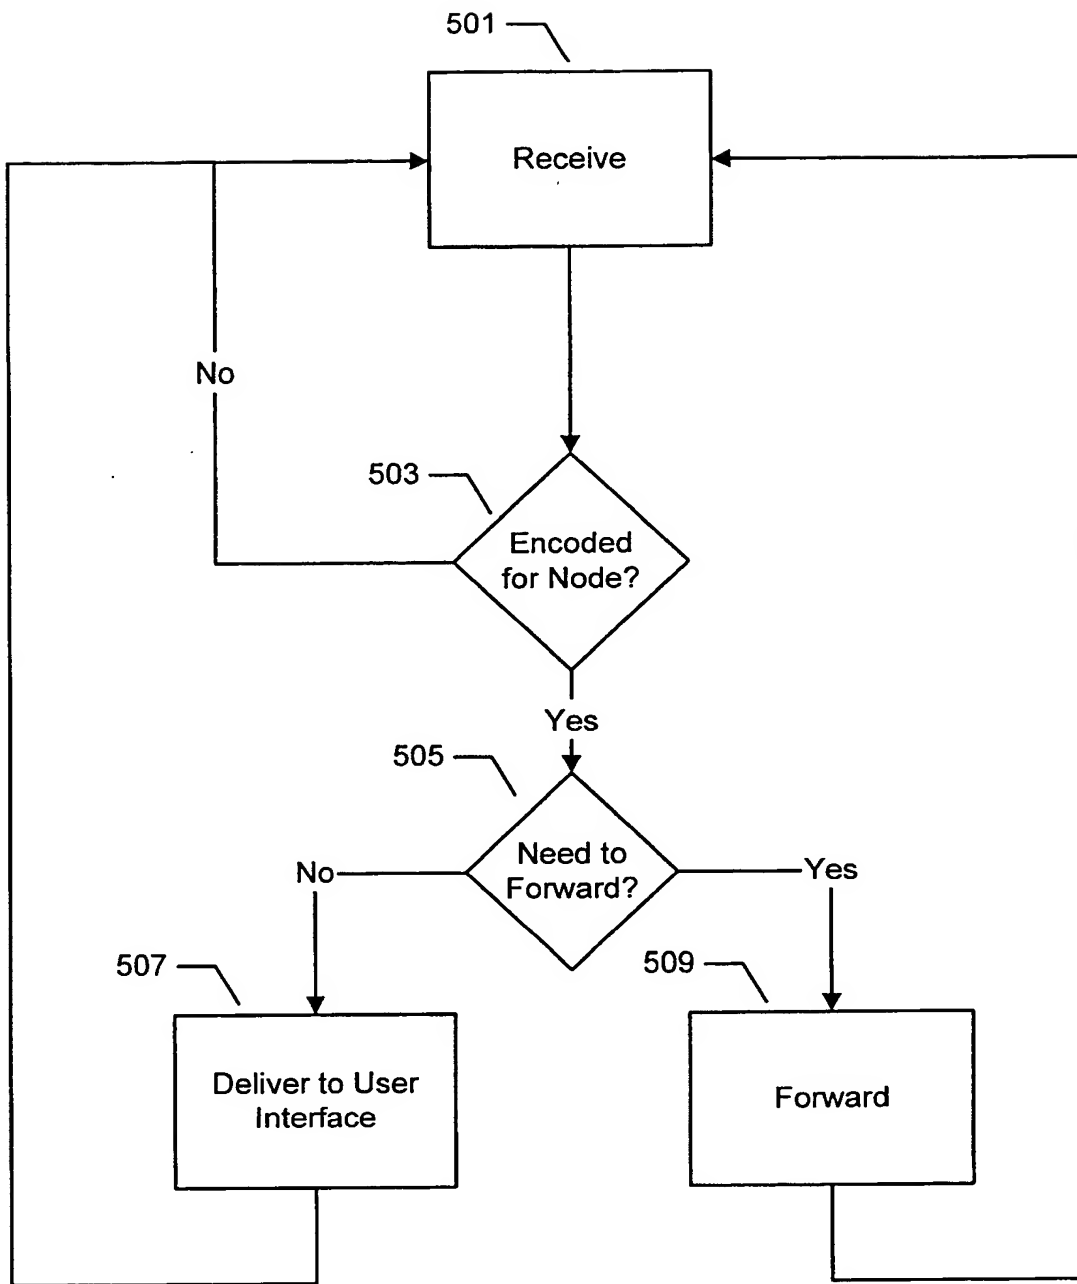 501
Receive
No
503
Encoded
for Node?
Yes
505
Need to
Forward?
No
Yes
507
509
Deliver to User
Interface
Forward